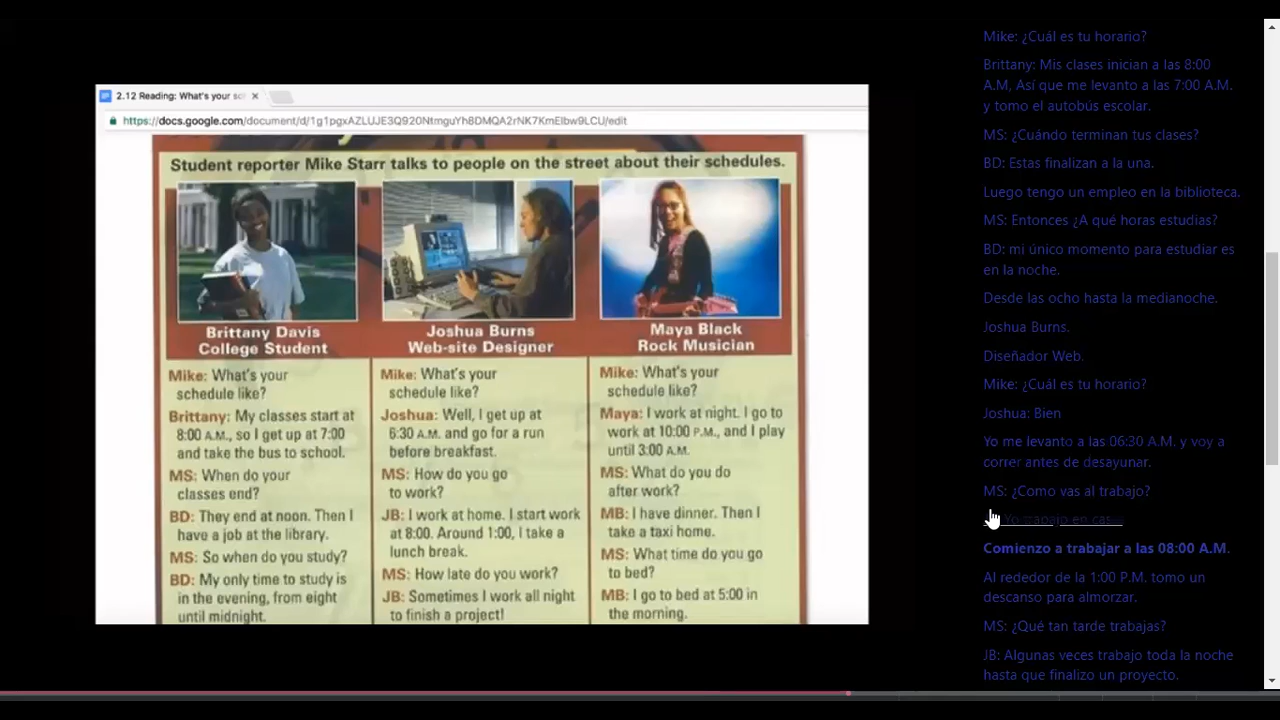 2.12 Reading: What's your
https://docs.google.com/document/d/1g1pgxAZLUJE3Q920NtmguYh8DMQA2rNK7KmElbw9LCU/edit
Student reporter Mike Starr talks to people on the street about their schedules.
Brittany Davis
College Student
Mike: What's your
schedule like?
Brittany: My classes start at
8:00 A.M., so I get up at 7:00
and take the bus to school.
MS: When do your
classes end?
BD: They end at noon. Then I
have a job at the library.
MS: So when do you study?
BD: My only time to study is
in the evening, from eight
until midnight.
Joshua Burns
Web-site Designer
Mike: What's your
schedule like?
Joshua: Well, I get up at
6:30 A.M. and go for a run
before breakfast.
MS: How do you go
to work?
JB: I work at home. I start work
at 8:00. Around 1:00, I take a
lunch break.
MS: How late do you work?
JB: Sometimes I work all night
to finish a project!
Maya Black
Rock Musician
Mike: What's your
schedule like?
Maya: I work at night. I go to
work at 10:00 P.M., and I play
until 3:00 A.M.
MS: What do you do
after work?
MB: I have dinner. Then I
take a taxi home.
MS: What time do you go
to bed?
MB: I go to bed at 5:00 in
the morning.
Mike: ¿Cuál es tu horario?
Brittany: Mis clases inician a las 8:00
A.M, Así que me levanto a las 7:00 A.M.
y tomo el autobús escolar.
MS: ¿Cuándo terminan tus clases?
BD: Estas finalizan a la una.
Luego tengo un empleo en la biblioteca.
MS: Entonces ¿A qué horas estudias?
BD: mi único momento para estudiar es
en la noche.
Desde las ocho hasta la medianoche.
Joshua Burns.
Diseñador Web.
Mike: ¿Cuál es tu horario?
Joshua: Bien
Yo me levanto a las 06:30 A.M, y voy a
correr antes de desayunar.
MS: ¿Como vas al trabajo?
Yo trabajo en
Comienzo a trabajar a las 08:00 A.M.
Al rededor de la 1:00 P.M. tomo un
descanso para almorzar.
MS: ¿Qué tan tarde trabajas?
JB: Algunas veces trabajo toda la noche
hasta que finalizo un proyecto.